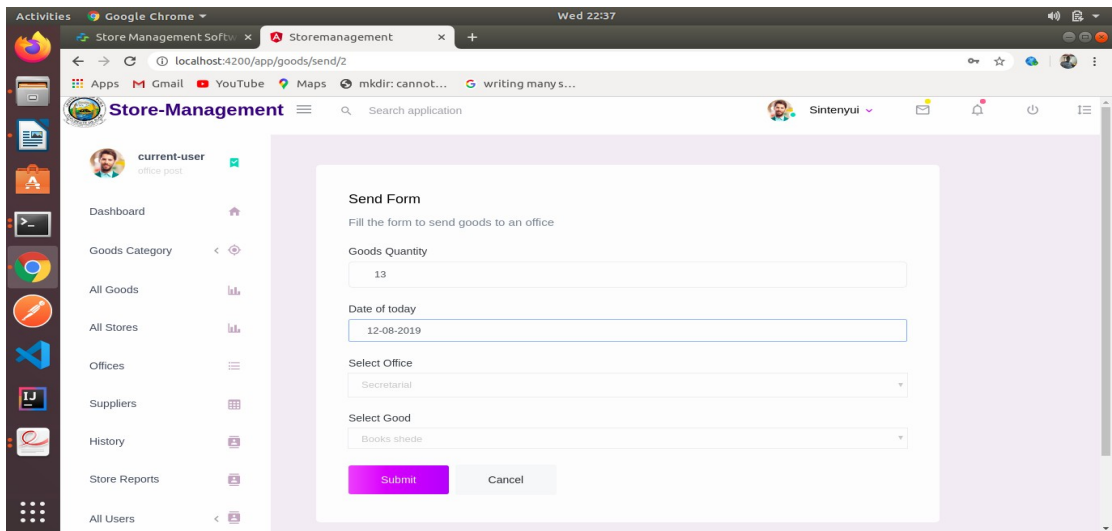 Activities Google Chrome Wed 22:37
Store Management Softw Storemanagement
localhost:4200/app/goods/send/2
Apps Gmail YouTube Maps mkdir: cannot... writing many s...
Store-Management Search application Sintenyui
current-user
office post
Dashboard
Goods Category
All Goods
All Stores
Offices
Suppliers
History
Store Reports
All Users
Send Form
Fill the form to send goods to an office
Goods Quantity
13
Date of today
12-08-2019
Select Office
Secretarial
Select Good
Books shede
Submit Cancel